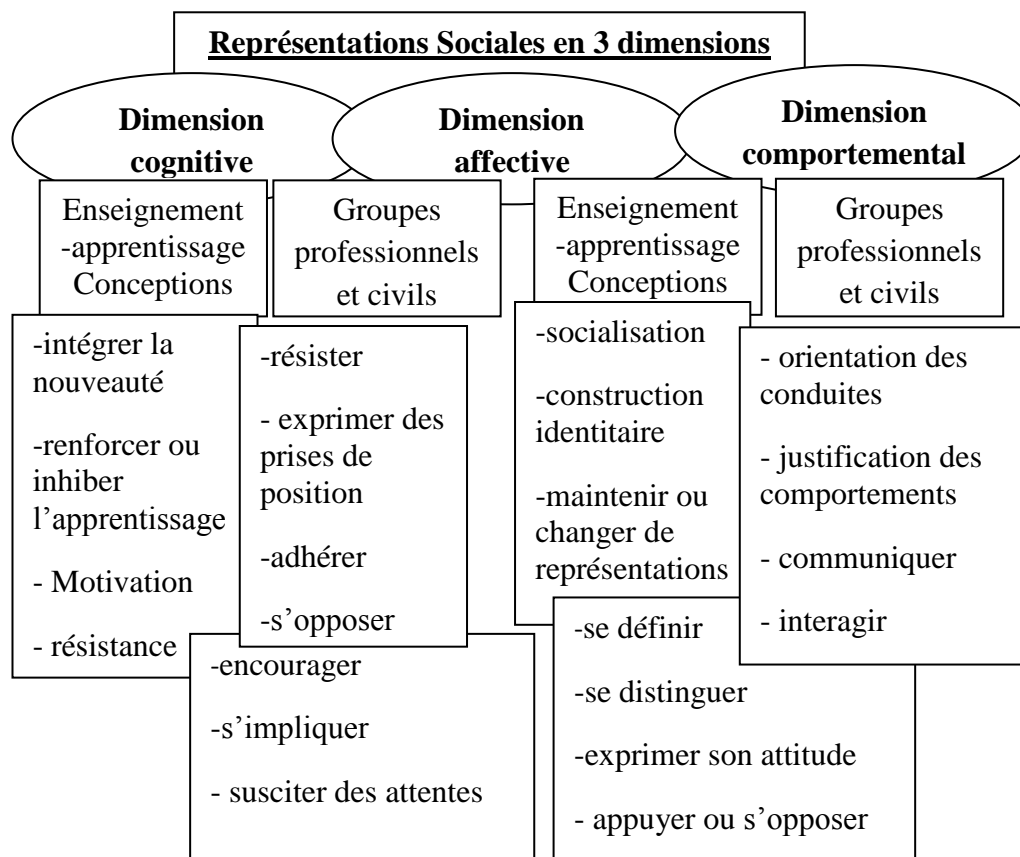 Représentations Sociales en 3 dimensions
Dimension
cognitive
Dimension
affective
Dimension
comportemental
Enseignement
-apprentissage
Conceptions
Groupes
professionnels
et civils
Enseignement
-apprentissage
Conceptions
Groupes
professionnels
et civils
-intégrer la
nouveauté
-renforcer ou
inhiber
l’apprentissage
- Motivation
- résistance
-résister
- exprimer des
prises de
position
-adhérer
-s’opposer
-socialisation
-construction
identitaire
-maintenir ou
changer de
représentations
- orientation des
conduites
- justification des
comportements
- communiquer
- interagir
-encourager
-s’impliquer
- susciter des attentes
-se définir
-se distinguer
-exprimer son attitude
- appuyer ou s’opposer